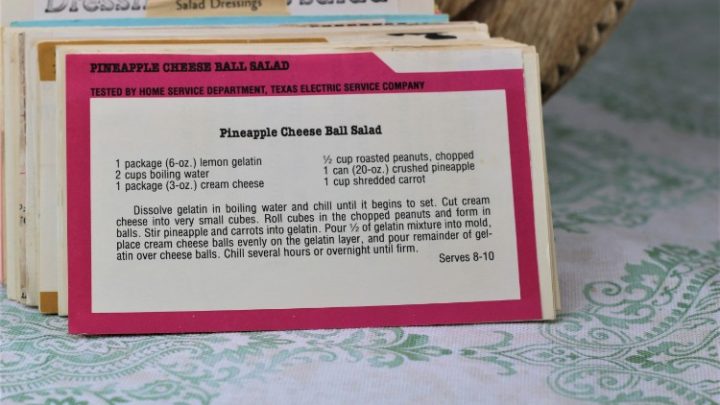 Salad Dressings
PINEAPPLE CHEESE BALL SALAD
TESTED BY HOME SERVICE DEPARTMENT, TEXAS ELECTRIC SERVICE COMPANY
Pineapple Cheese Ball Salad
1 package (6-oz.) lemon gelatin
2 cups boiling water
1 package (3-oz.) cream cheese
½ cup roasted peanuts, chopped
1 can (20-oz.) crushed pineapple
1 cup shredded carrot
Dissolve gelatin in boiling water and chill until it begins to set. Cut cream
cheese into very small cubes. Roll cubes in the chopped peanuts and form in
balls. Stir pineapple and carrots into gelatin. Pour ½ of gelatin mixture into mold,
place cream cheese balls evenly on the gelatin layer, and pour remainder of gel-
atin over cheese balls. Chill several hours or overnight until firm.
Serves 8-10